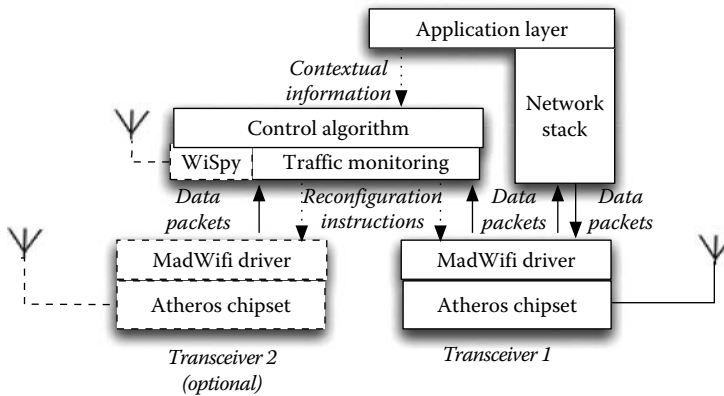 Application layer
Contextual
information
Network
stack
Control algorithm
WiSpy
Traffic monitoring
Data
packets
Reconfiguration
instructions
Data
packets
Data
packets
MadWifi driver
Atheros chipset
MadWifi driver
Atheros chipset
Transceiver 2
(optional)
Transceiver 1